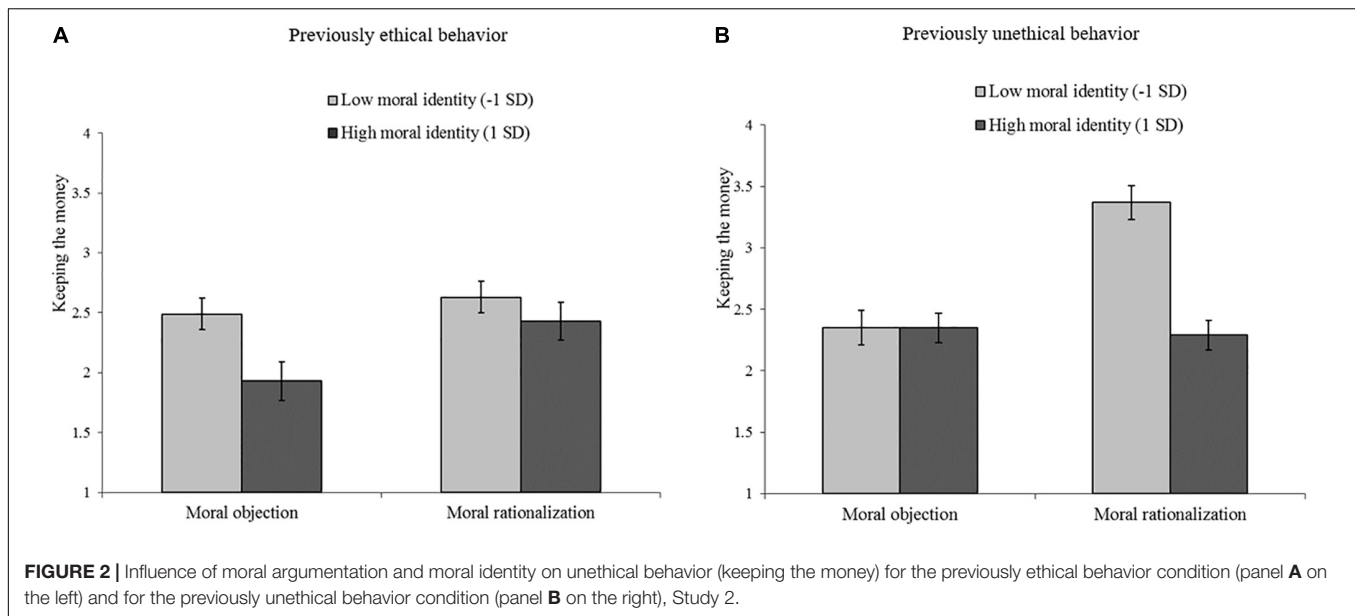 A
Previously ethical behavior
Low moral identity (-1 SD)
High moral identity (1 SD)
Keeping the money
4
3.5
3
2.5
2
1.5
1
Moral objection
Moral rationalization
B
Previously unethical behavior
Low moral identity (-1 SD)
High moral identity (1 SD)
Keeping the money
4
3.5
3
2.5
2
1.5
1
Moral objection
Moral rationalization
FIGURE 2 | Influence of moral argumentation and moral identity on unethical behavior (keeping the money) for the previously ethical behavior condition (panel A on
the left) and for the previously unethical behavior condition (panel B on the right), Study 2.